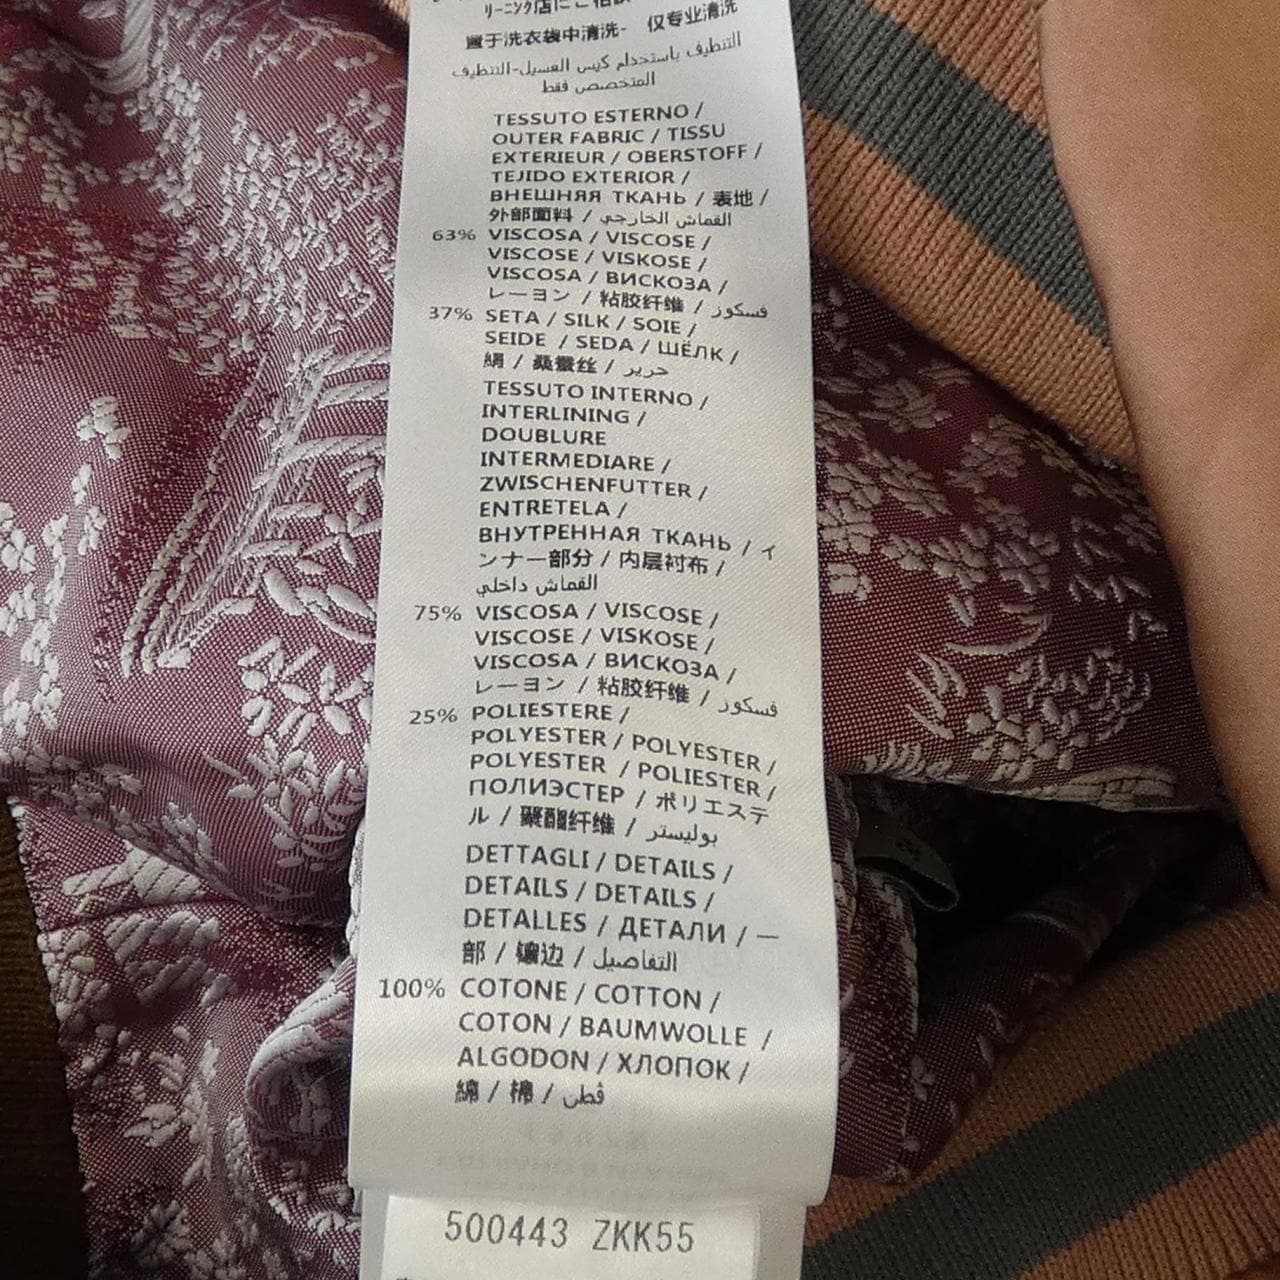 リーニング店にご相談
置于洗衣袋中清洗- 仅专业清洗
التنظيف باستخدام كيس الغسيل-التنظيف
المتخصص فقط
TESSUTO ESTERNO /
OUTER FABRIC / TISSU
EXTERIEUR / OBERSTOFF /
TEJIDO EXTERIOR /
ВНЕШНЯЯ ТКАНЬ / 表地 /
外部面料 / القماش الخارجي
63% VISCOSA / VISCOSE /
VISCOSE / VISKOSE /
VISCOSA / ВИСКОЗА /
レーヨン / 粘胶纤维 / فسكوز
37% SETA / SILK / SOIE /
SEIDE / SEDA / ШЁЛК /
絹 / 桑蚕丝 / حرير
TESSUTO INTERNO /
INTERLINING /
DOUBLURE
INTERMEDIARE /
ZWISCHENFUTTER /
ENTRETELA /
ВНУТРЕННАЯ ТКАНЬ / イ
ンナー部分 / 内层衬布 /
القماش داخلي
75% VISCOSA / VISCOSE /
VISCOSE / VISKOSE /
VISCOSA / ВИСКОЗА /
レーヨン / 粘胶纤维 / فسكوز
25% POLIESTERE /
POLYESTER / POLYESTER /
POLYESTER / POLIESTER /
ПОЛИЭСТЕР / ポリエステ
ル / 聚酯纤维 / بوليستر
DETTAGLI / DETAILS /
DETAILS / DETAILS /
DETALLES / ДЕТАЛИ / 一
部 / 镶边 / التفاصيل
100% COTONE / COTTON /
COTON / BAUMWOLLE /
ALGODON / ХЛОПОК /
綿 / 棉 / قطن
500443 ZKK55